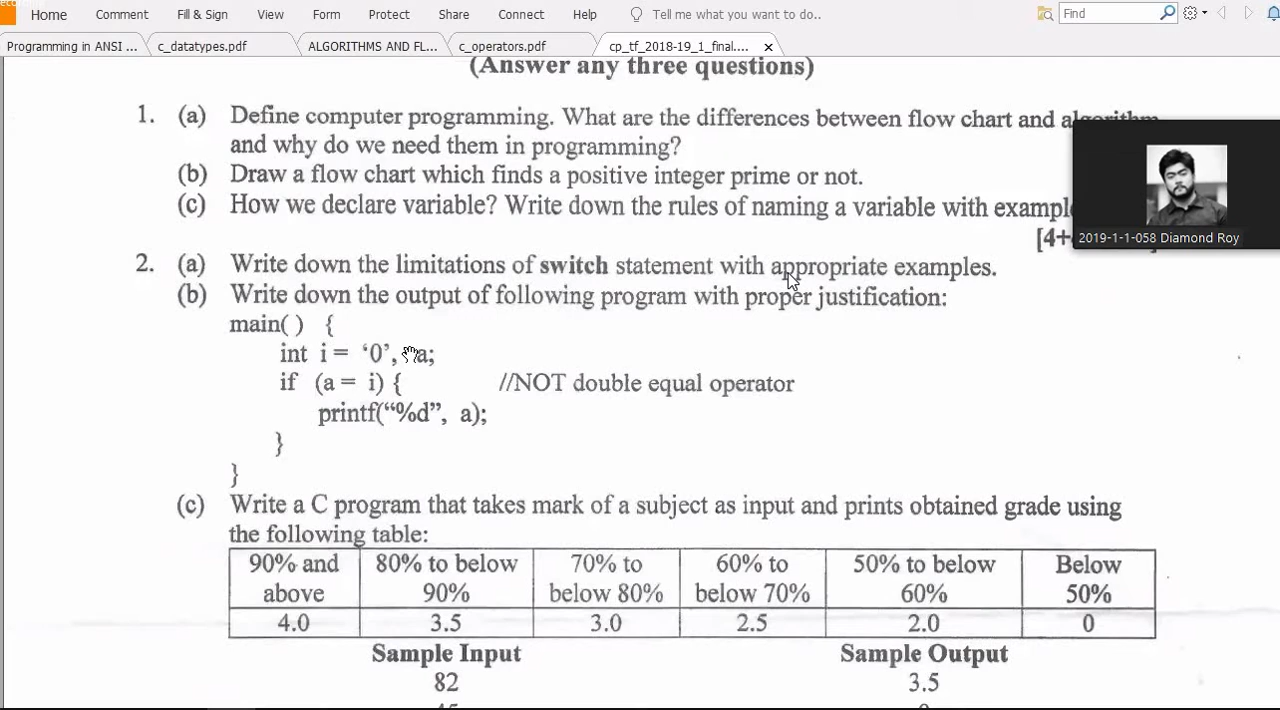 Home Comment Fill & Sign View Form Protect Share Connect Help Tell me what you want to do.. Find
Programming in ANSI ... c_datatypes.pdf ALGORITHMS AND FL... c_operators.pdf cp_tf_2018-19_1_final....
(Answer any three questions)
1. (a) Define computer programming. What are the differences between flow chart and algorithm
and why do we need them in programming?
(b) Draw a flow chart which finds a positive integer prime or not.
(c) How we declare variable? Write down the rules of naming a variable with exampl
[4+
2019-1-1-058 Diamond Roy
2. (a) Write down the limitations of switch statement with appropriate examples.
(b) Write down the output of following program with proper justification:
main( ) {
int i = ‘0’, a;
if (a = i) { //NOT double equal operator
printf(“%d”, a);
}
}
(c) Write a C program that takes mark of a subject as input and prints obtained grade using
the following table:
90% and 80% to below 70% to 60% to 50% to below Below
above 90% below 80% below 70% 60% 50%
4.0 3.5 3.0 2.5 2.0 0
Sample Input Sample Output
82 3.5